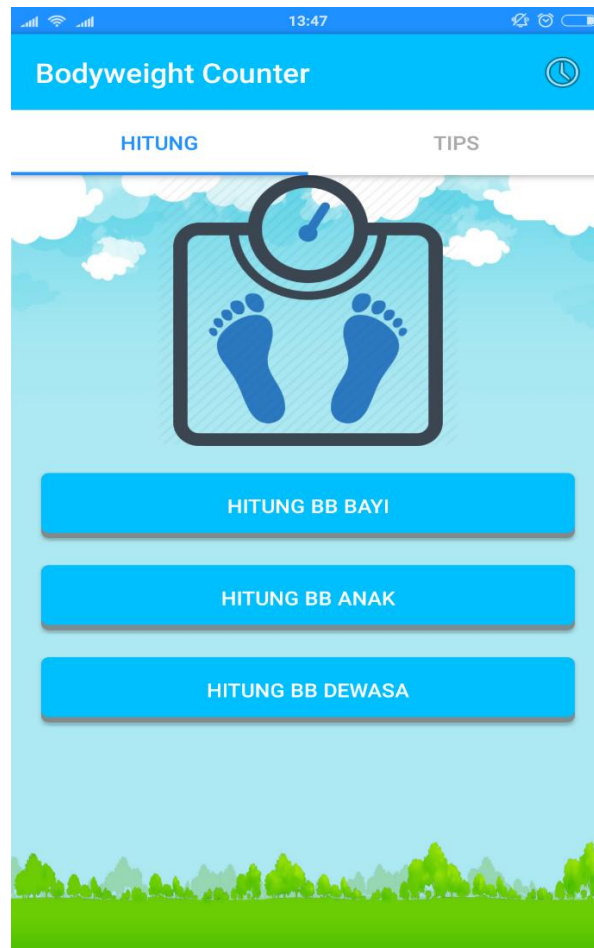 13:47
Bodyweight Counter
HITUNG TIPS
HITUNG BB BAYI
HITUNG BB ANAK
HITUNG BB DEWASA